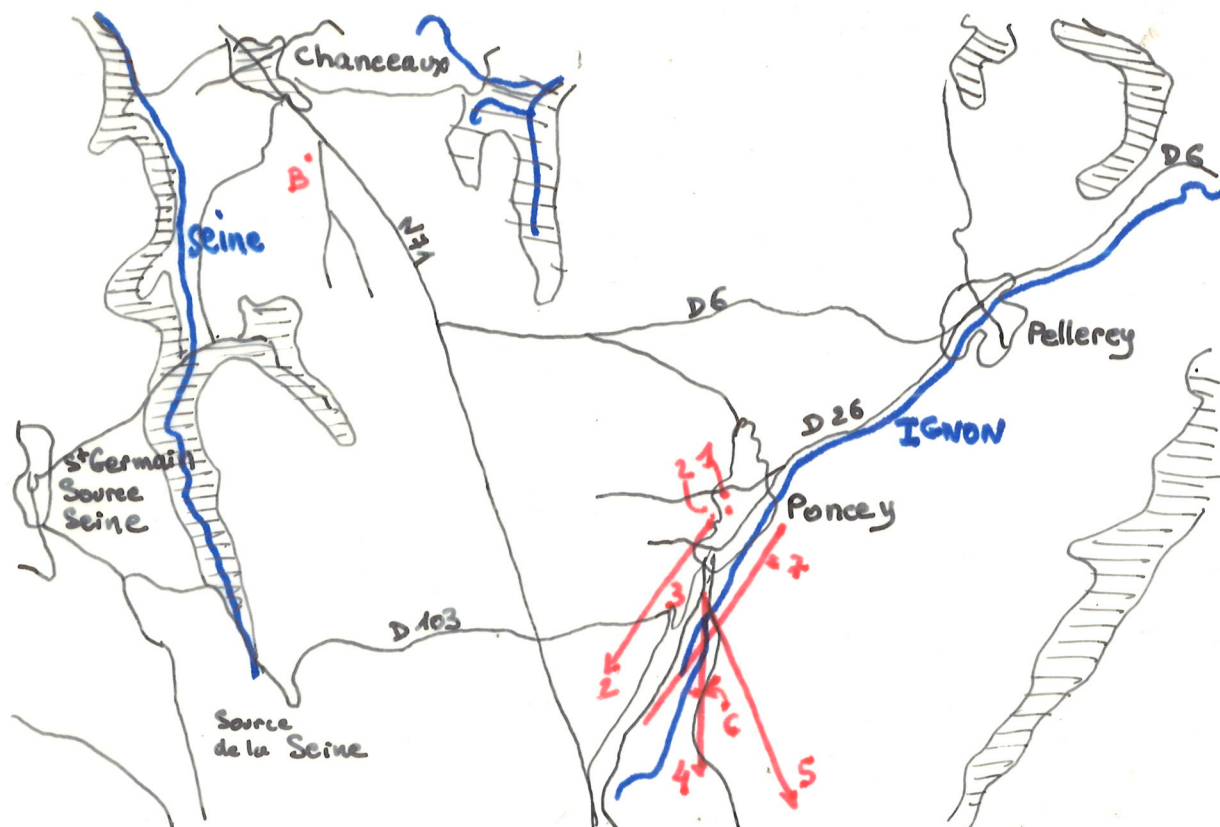 Chanceaux
D6
B
Seine
N71
D6
Pellerey
D26
IGNON
St Germain
Source
Seine
2
1
Poncey
7
3
D 103
2
6
Source
de la Seine
4
5